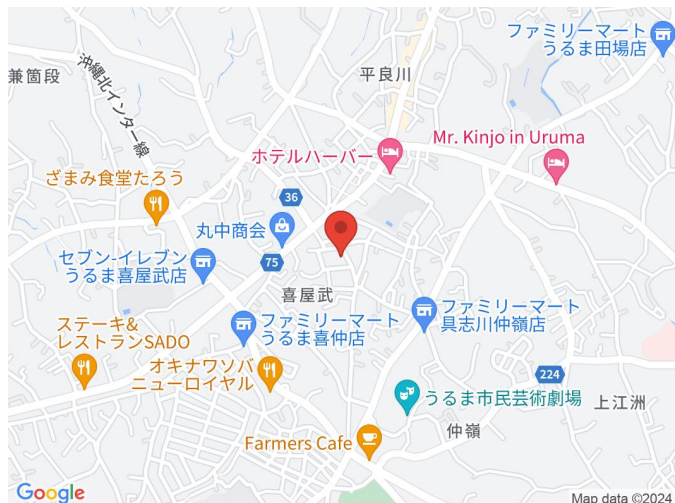 ファミリーマート
うるま田場店
平良川
兼箇段
沖縄北インター線
ホテルハーバー
Mr. Kinjo in Uruma
ざまみ食堂たろう
36
丸中商会
セブン-イレブン
うるま喜屋武店
75
喜屋武
ファミリーマート
具志川仲嶺店
ステーキ&
レストランSADO
ファミリーマート
うるま喜仲店
オキナワソバ
ニューロイヤル
224
うるま市民芸術劇場
上江洲
仲嶺
Farmers Cafe
Google
Map data ©2024